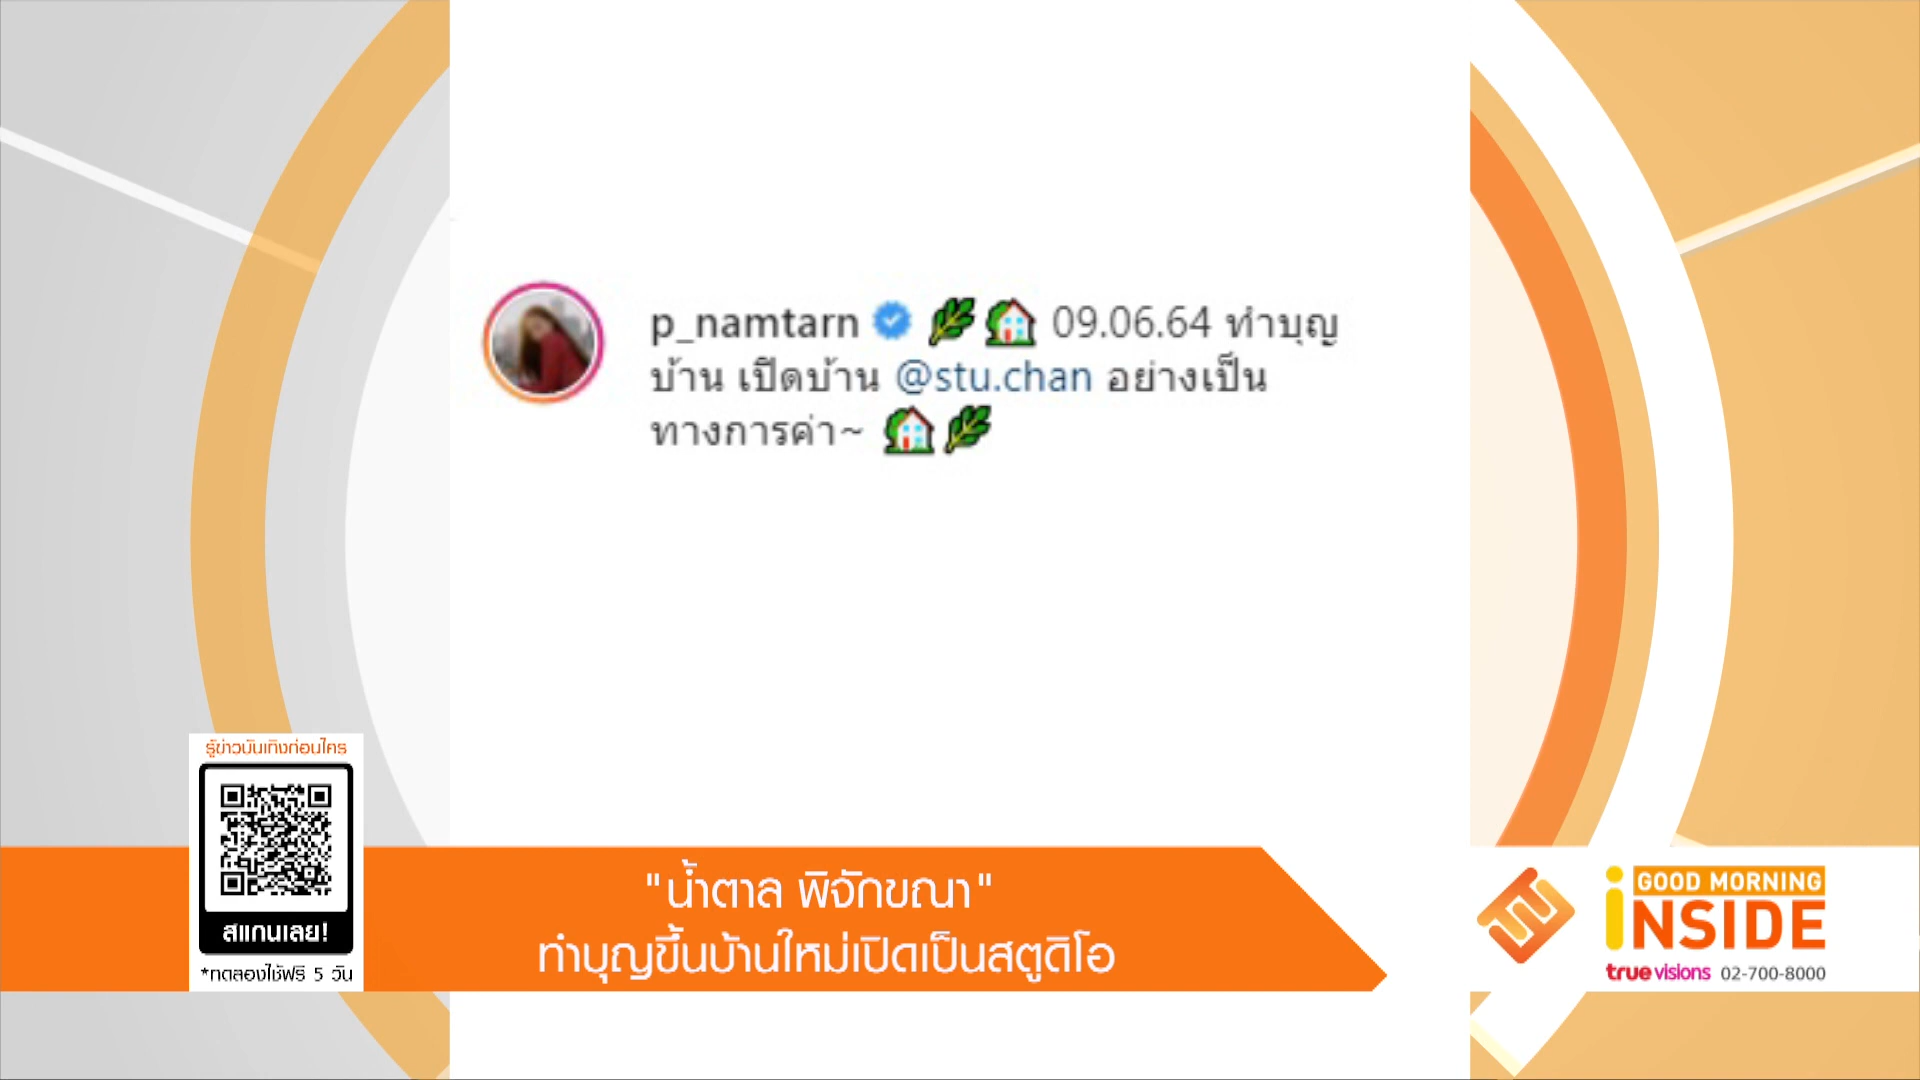 p_namtarn 09.06.64 ทำบุญ
บ้าน เปิดบ้าน @stu.chan อย่างเป็น
ทางการค่า~
รู้ข่าวบันเทิงก่อนใคร
สแกนเลย!
*ทดลองใช้ฟรี 5 วัน
"น้ำตาล พิจักขณา"
ทำบุญขึ้นบ้านใหม่เปิดเป็นสตูดิโอ
GOOD MORNING
iNSIDE
true visions 02-700-8000